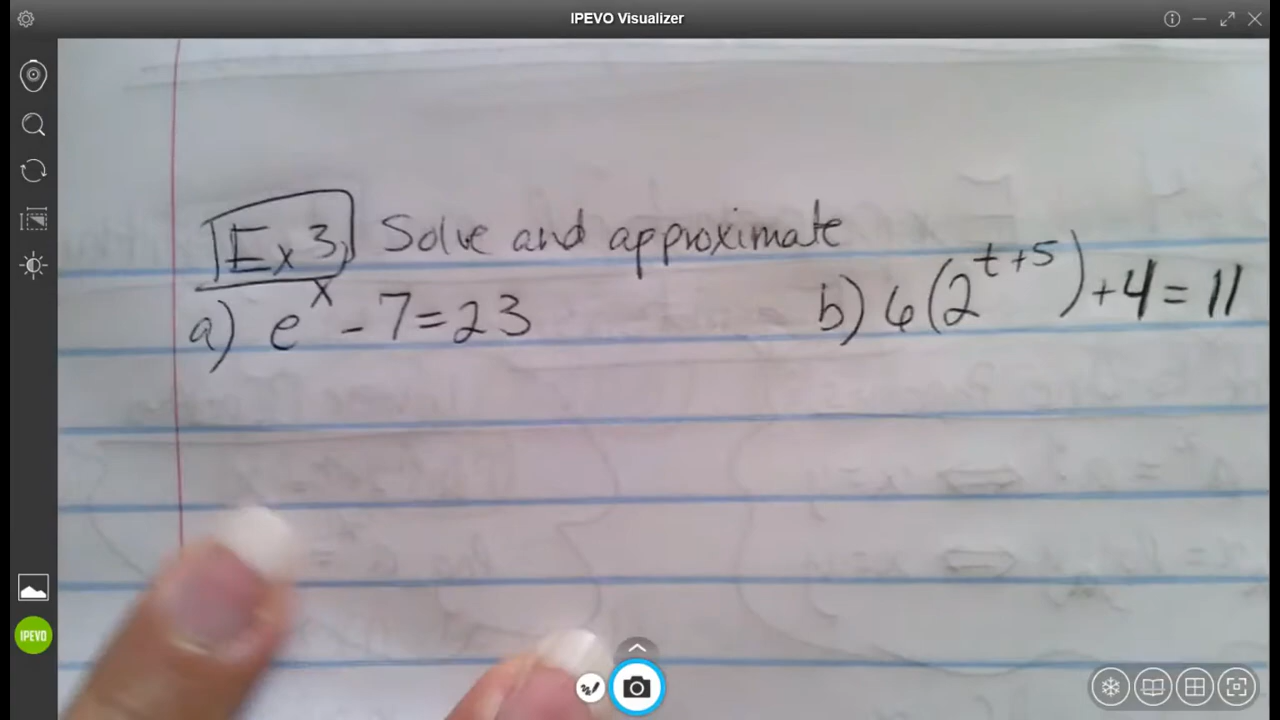 IPEVO Visualizer
Ex 3) Solve and approximate
a) e^x - 7 = 23
b) 6(2^{t+5}) + 4 = 11
IPEVO